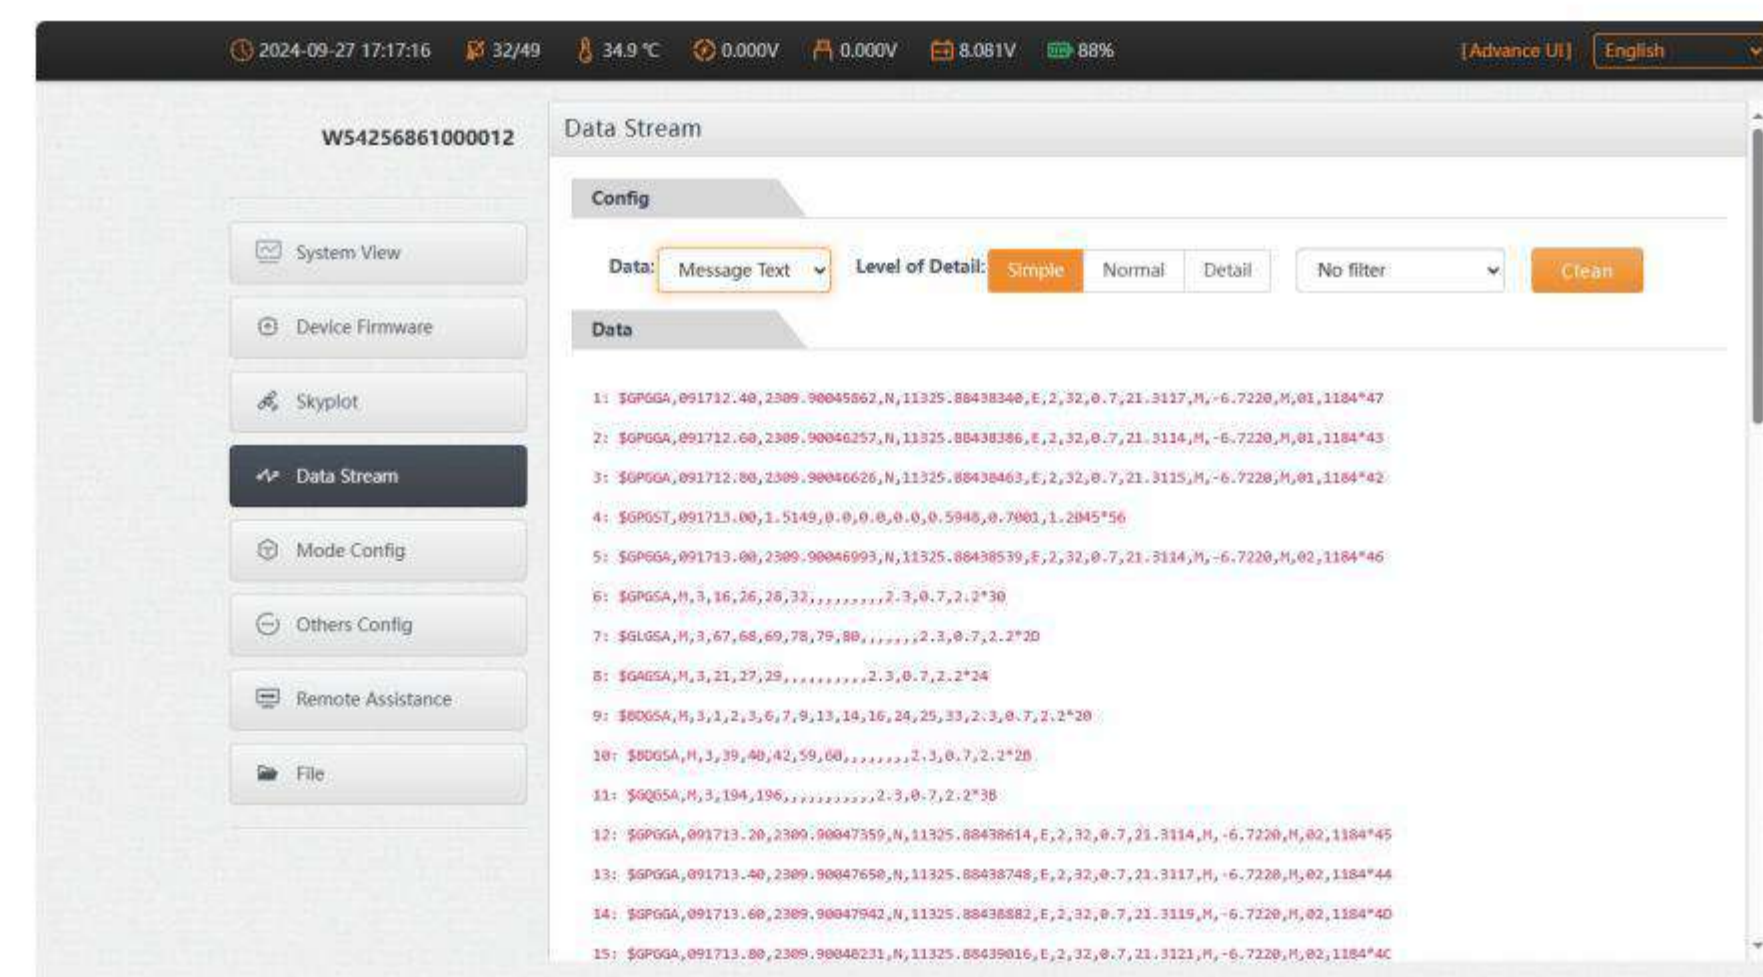 2024-09-27 17:17:16 32/49 34.9 ℃ 0.000V 0.000V 8.081V 88% [Advance UI] English
WS4256861000012
System View
Device Firmware
Skyplot
Data Stream
Mode Config
Others Config
Remote Assistance
File
Data Stream
Config
Data: Message Text Level of Detail: Simple Normal Detail No filter Clean
Data
1: $GPGGA,091712.40,2309.90045862,N,11325.88438340,E,2,32,0.7,21.3117,M,-6.7220,M,01,1184*47
2: $GPGGA,091712.60,2309.90046257,N,11325.88438386,E,2,32,0.7,21.3114,M,-6.7220,M,01,1184*43
3: $GPGGA,091712.80,2309.90046626,N,11325.88438463,E,2,32,0.7,21.3115,M,-6.7220,M,01,1184*42
4: $GPGST,091713.00,1.5149,0.0,0.0,0.0,0.5948,0.7001,1.2045*56
5: $GPGGA,091713.00,2309.90046993,N,11325.88438539,E,2,32,0.7,21.3114,M,-6.7220,M,02,1184*46
6: $GPGSA,M,3,16,26,28,32,,,,,,,,,2.3,0.7,2.2*30
7: $GLGSA,M,3,67,68,69,78,79,80,,,,,,,2.3,0.7,2.2*2D
8: $GAGSA,M,3,21,27,29,,,,,,,,,,2.3,0.7,2.2*24
9: $BDGSA,M,3,1,2,3,6,7,9,13,14,16,24,25,33,2.3,0.7,2.2*20
10: $BDGSA,M,3,39,40,42,59,60,,,,,,,,2.3,0.7,2.2*2B
11: $GQGSA,M,3,194,196,,,,,,,,,,,2.3,0.7,2.2*3B
12: $GPGGA,091713.20,2309.90047359,N,11325.88438614,E,2,32,0.7,21.3114,M,-6.7220,M,02,1184*45
13: $GPGGA,091713.40,2309.90047650,N,11325.88438748,E,2,32,0.7,21.3117,M,-6.7220,M,02,1184*44
14: $GPGGA,091713.60,2309.90047942,N,11325.88438882,E,2,32,0.7,21.3119,M,-6.7220,M,02,1184*4D
15: $GPGGA,091713.80,2309.90048231,N,11325.88439016,E,2,32,0.7,21.3121,M,-6.7220,M,02,1184*4C